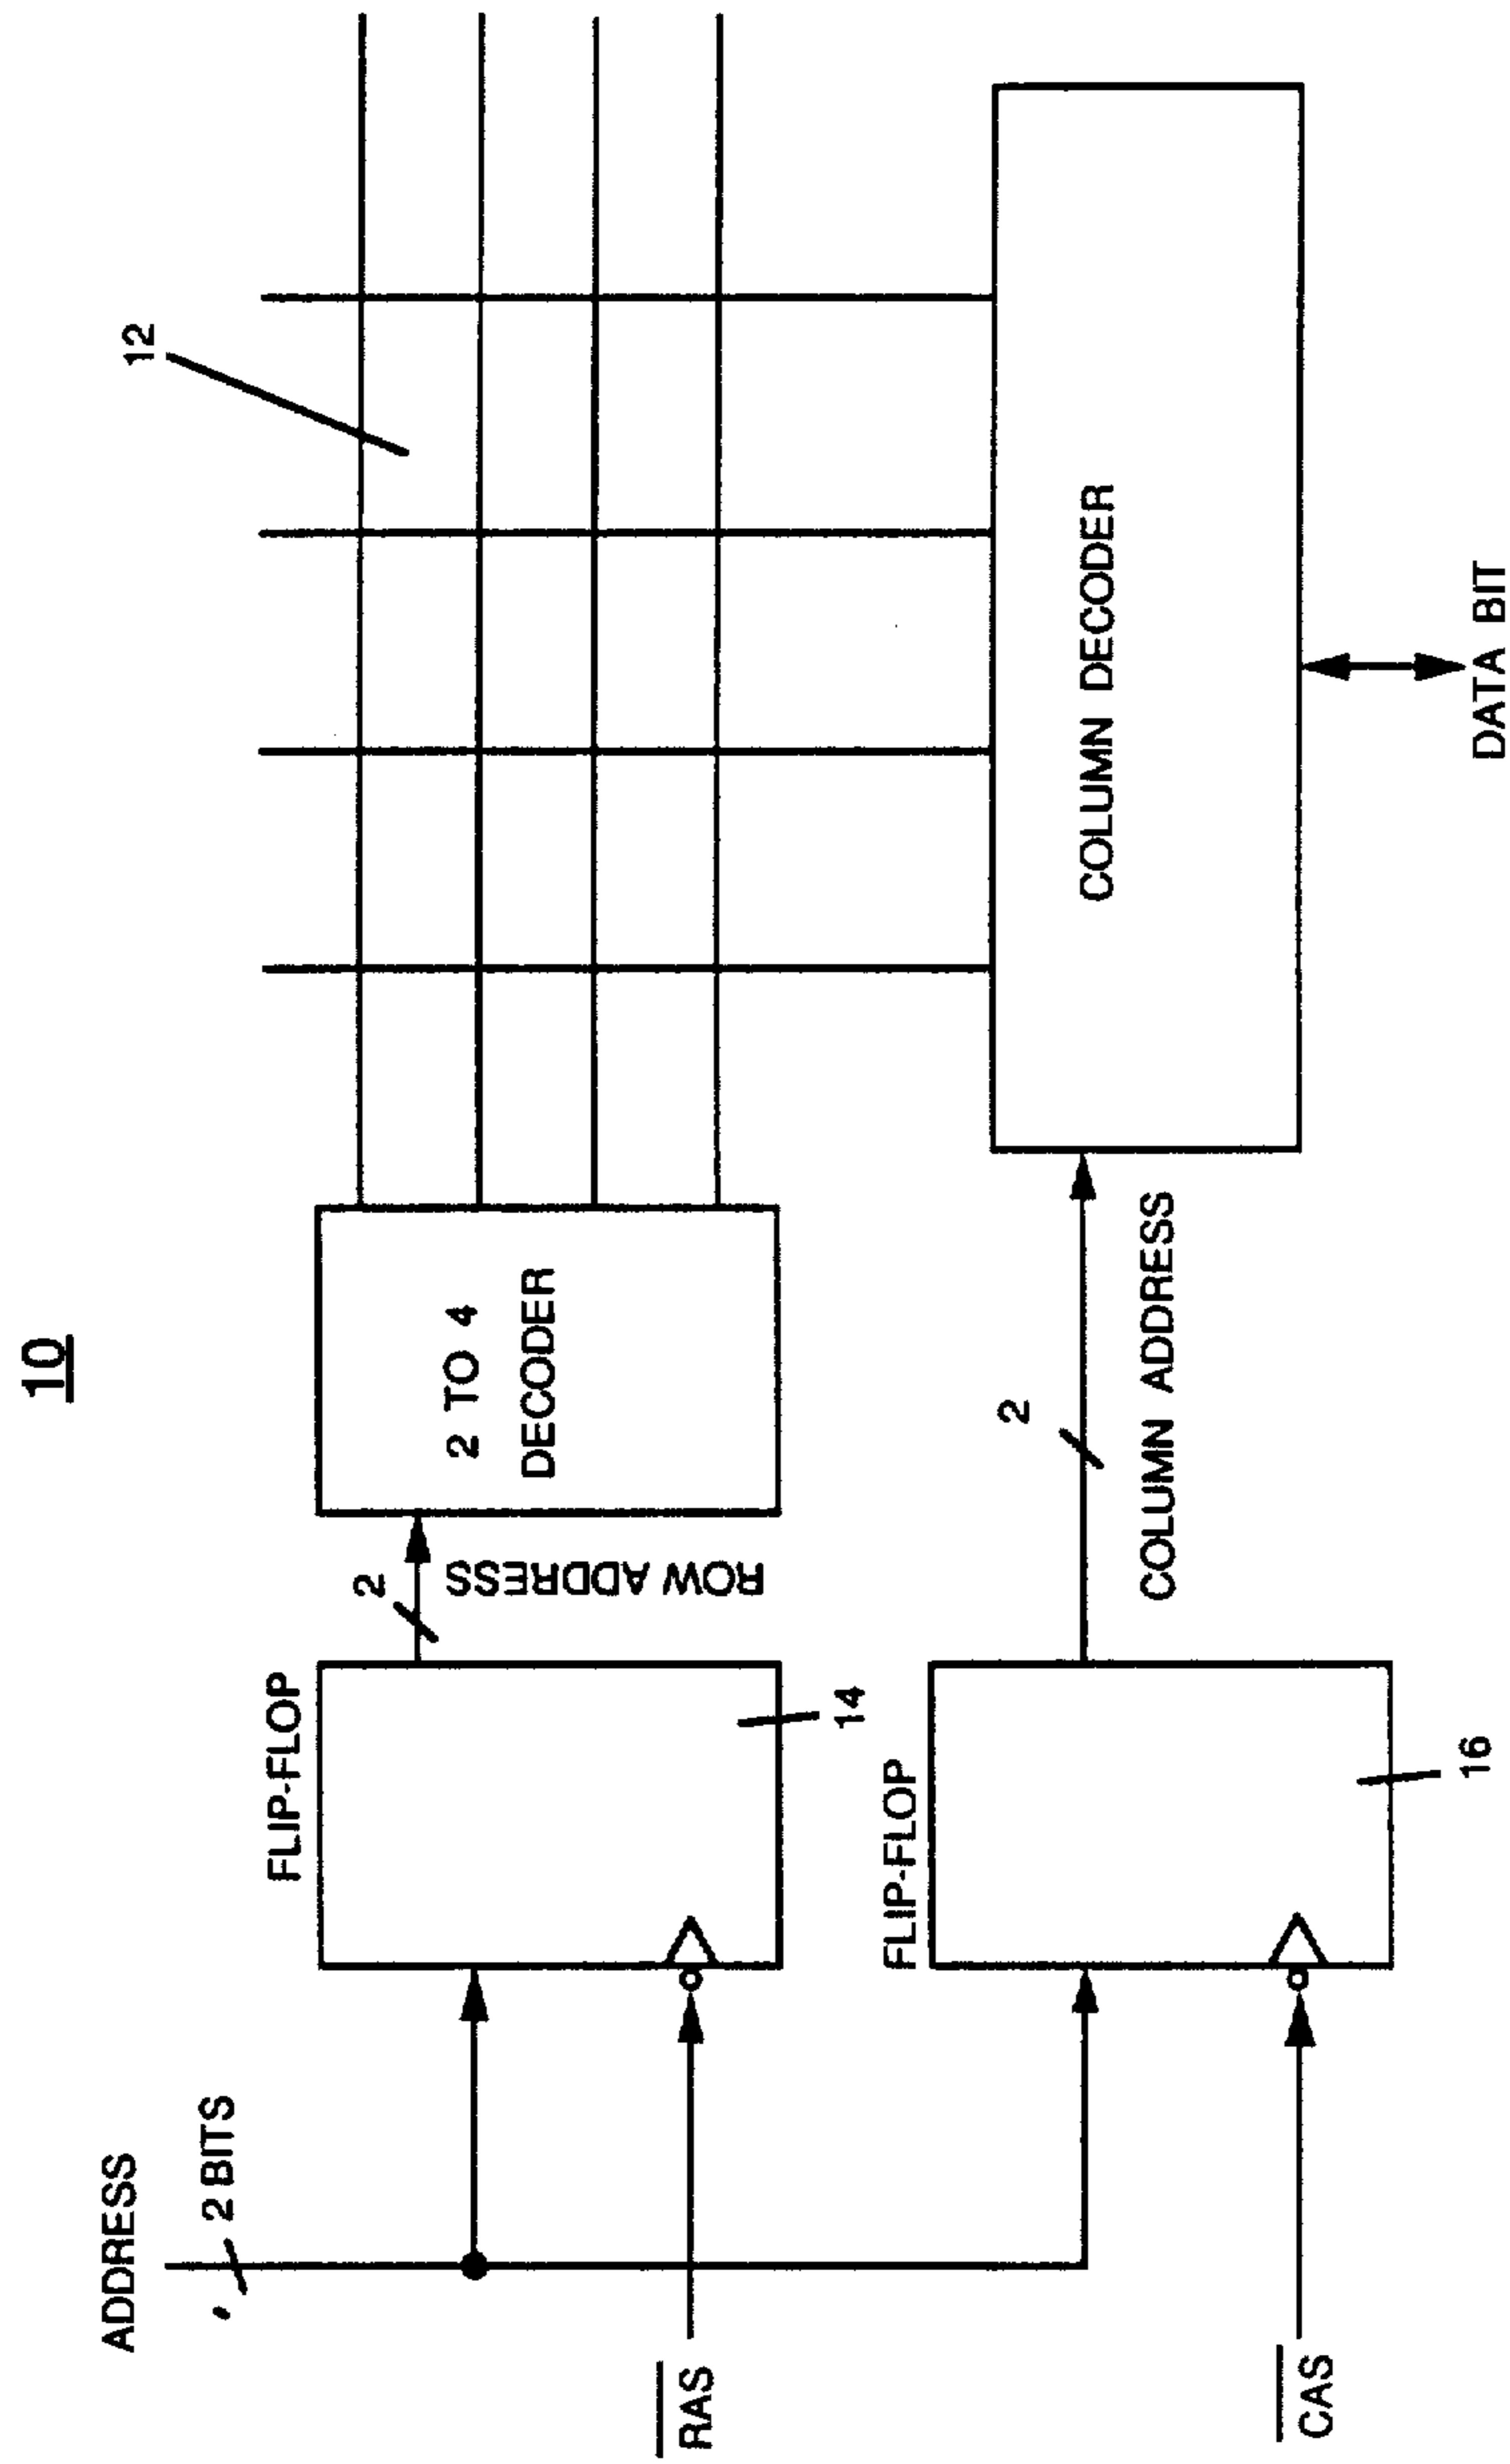 10
12
ADDRESS
2 BITS
FLIP-FLOP
14
2
ROW ADDRESS
2 TO 4
DECODER
RAS
FLIP-FLOP
16
2
COLUMN ADDRESS
COLUMN DECODER
CAS
DATA BIT